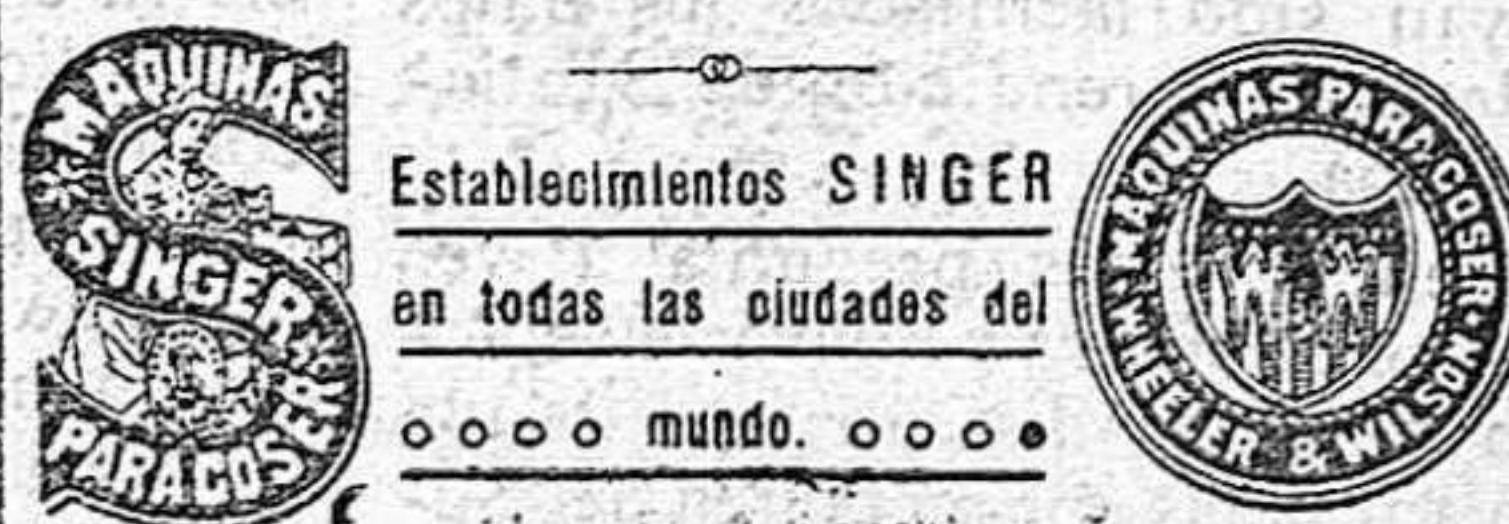 MAQUINAS
SINGER
PARA COSER
Establecimientos SINGER
en todas las ciudades del
mundo.
MAQUINAS PARA COSER
WHEELER & WILSON